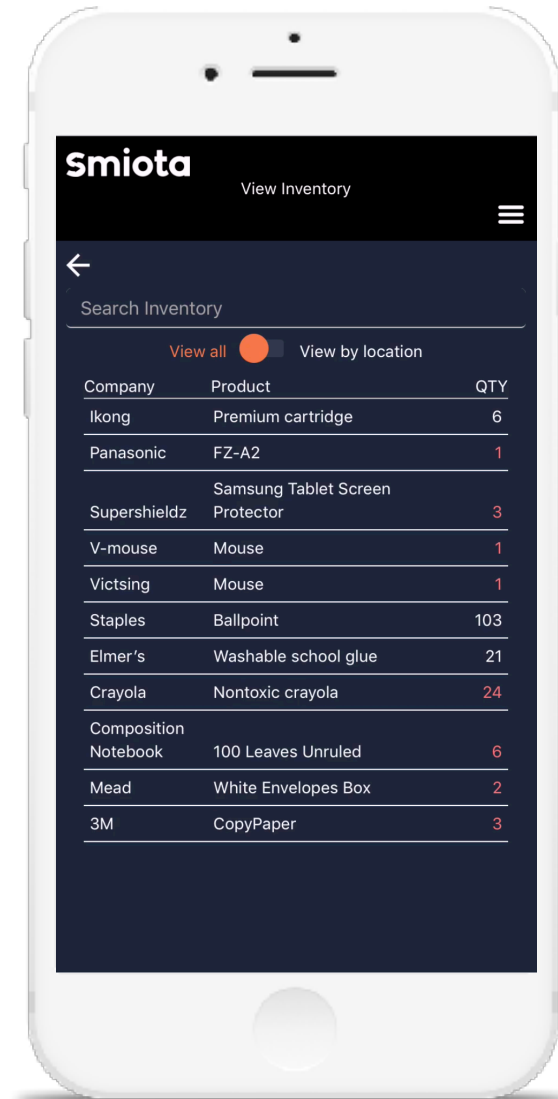 smiota
View Inventory
Search Inventory
View all View by location
Company Product QTY
Ikong Premium cartridge 6
Panasonic FZ-A2 1
Samsung Tablet Screen
Supershieldz Protector 3
V-mouse Mouse 1
Victsing Mouse 1
Staples Ballpoint 103
Elmer's Washable school glue 21
Crayola Nontoxic crayola 24
Composition
Notebook 100 Leaves Unruled 6
Mead White Envelopes Box 2
3M CopyPaper 3